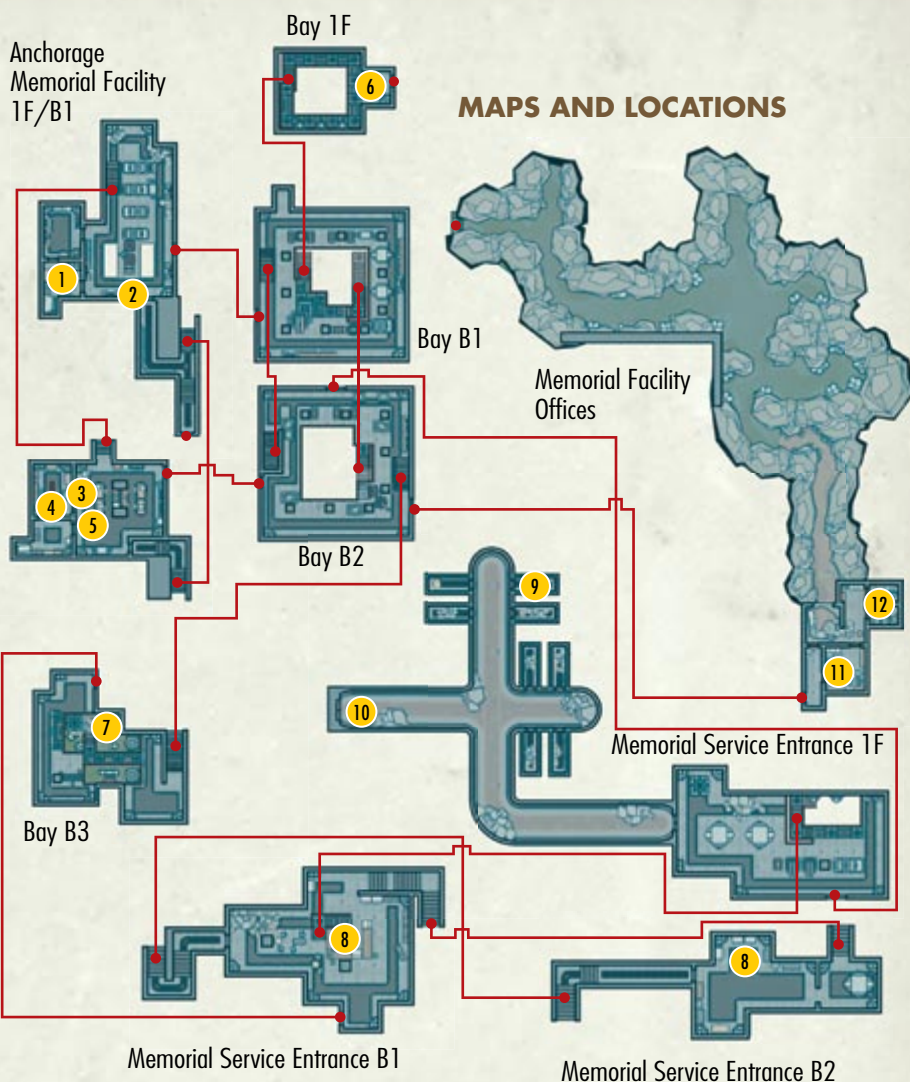 Bay 1F
Anchorage
Memorial Facility
1F/B1
6
MAPS AND LOCATIONS
1
2
Bay B1
Memorial Facility
Offices
3
4
5
Bay B2
9
12
11
10
Memorial Service Entrance 1F
7
Bay B3
8
8
Memorial Service Entrance B1
Memorial Service Entrance B2